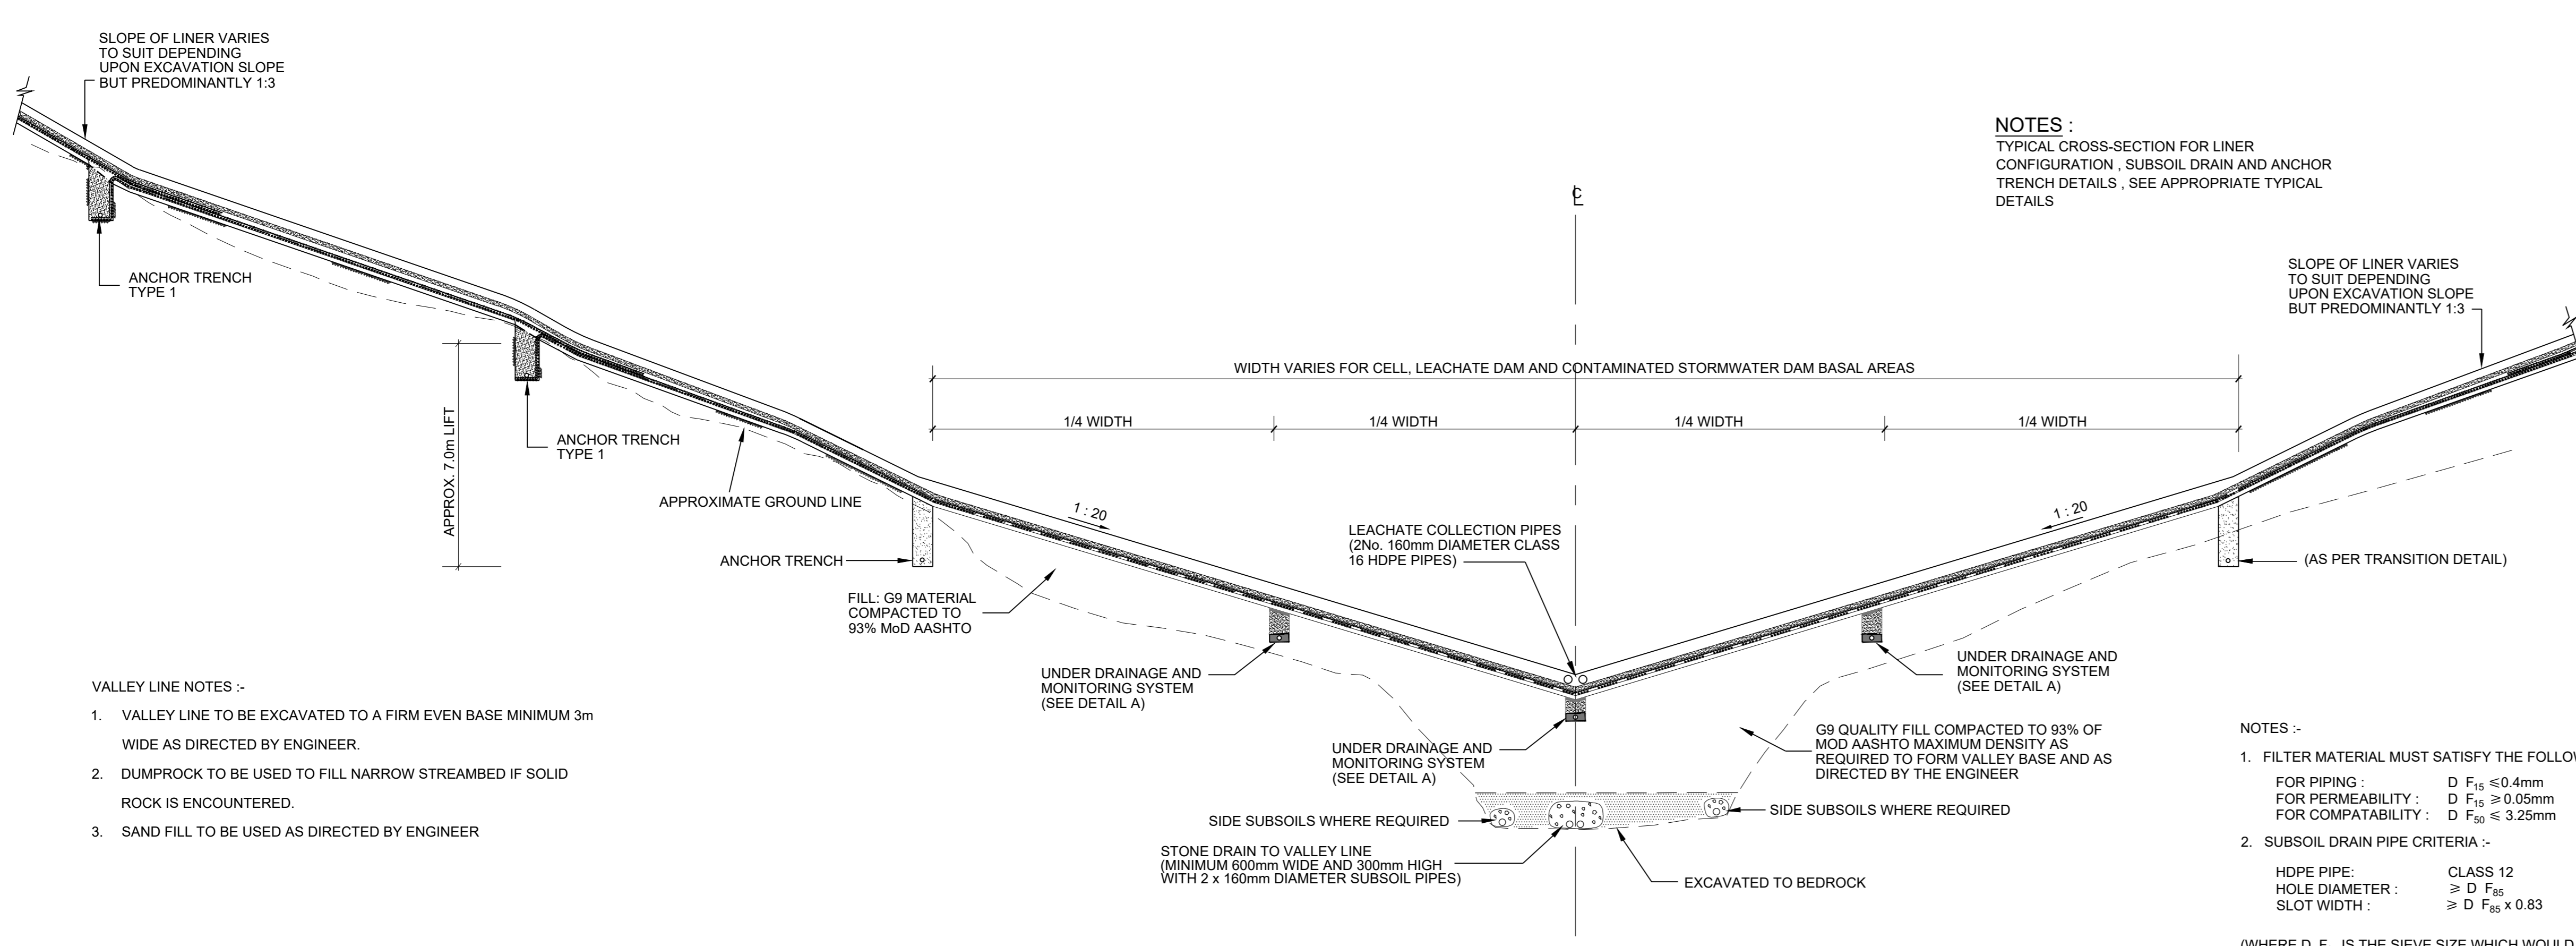 SLOPE OF LINER VARIES
TO SUIT DEPENDING
UPON EXCAVATION SLOPE
BUT PREDOMINANTLY 1:3
NOTES :
TYPICAL CROSS-SECTION FOR LINER
CONFIGURATION , SUBSOIL DRAIN AND ANCHOR
TRENCH DETAILS , SEE APPROPRIATE TYPICAL
DETAILS
℄
ANCHOR TRENCH
TYPE 1
SLOPE OF LINER VARIES
TO SUIT DEPENDING
UPON EXCAVATION SLOPE
BUT PREDOMINANTLY 1:3
WIDTH VARIES FOR CELL, LEACHATE DAM AND CONTAMINATED STORMWATER DAM BASAL AREAS
1/4 WIDTH
1/4 WIDTH
1/4 WIDTH
1/4 WIDTH
APPROX. 7.0m LIFT
ANCHOR TRENCH
TYPE 1
APPROXIMATE GROUND LINE
1 : 20
1 : 20
LEACHATE COLLECTION PIPES
(2No. 160mm DIAMETER CLASS
16 HDPE PIPES)
ANCHOR TRENCH
(AS PER TRANSITION DETAIL)
FILL: G9 MATERIAL
COMPACTED TO
93% MoD AASHTO
UNDER DRAINAGE AND
MONITORING SYSTEM
(SEE DETAIL A)
UNDER DRAINAGE AND
MONITORING SYSTEM
(SEE DETAIL A)
UNDER DRAINAGE AND
MONITORING SYSTEM
(SEE DETAIL A)
G9 QUALITY FILL COMPACTED TO 93% OF
MOD AASHTO MAXIMUM DENSITY AS
REQUIRED TO FORM VALLEY BASE AND AS
DIRECTED BY THE ENGINEER
SIDE SUBSOILS WHERE REQUIRED
SIDE SUBSOILS WHERE REQUIRED
STONE DRAIN TO VALLEY LINE
(MINIMUM 600mm WIDE AND 300mm HIGH
WITH 2 x 160mm DIAMETER SUBSOIL PIPES)
EXCAVATED TO BEDROCK
VALLEY LINE NOTES :-
1. VALLEY LINE TO BE EXCAVATED TO A FIRM EVEN BASE MINIMUM 3m
WIDE AS DIRECTED BY ENGINEER.
2. DUMPROCK TO BE USED TO FILL NARROW STREAMBED IF SOLID
ROCK IS ENCOUNTERED.
3. SAND FILL TO BE USED AS DIRECTED BY ENGINEER
NOTES :-
1. FILTER MATERIAL MUST SATISFY THE
FOR PIPING : D F15 ⩽0.4mm
FOR PERMEABILITY : D F15 ⩾0.05mm
FOR COMPATABILITY : D F50 ⩽ 3.25mm
2. SUBSOIL DRAIN PIPE CRITERIA :-
HDPE PIPE: CLASS 12
HOLE DIAMETER : ⩾ D F85
SLOT WIDTH : ⩾ D F85 x 0.83